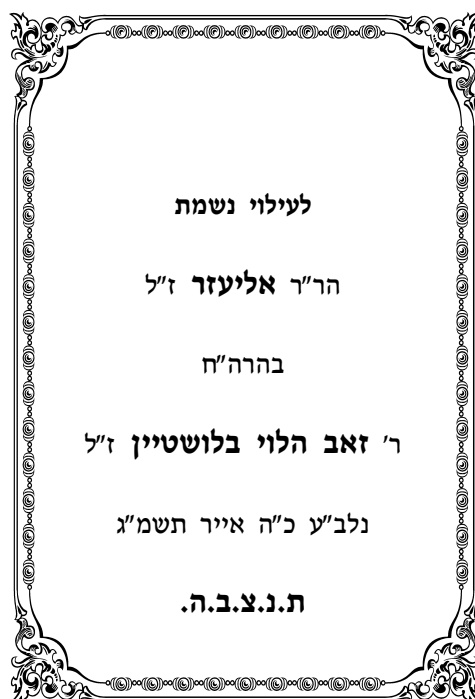 לעילוי נשמת
הר״ר אליעזר ז״ל
בהרה״ח
ר׳ זאב הלוי בלושטיין ז״ל
נלב״ע כ״ה אייר תשמ״ג
ת.נ.צ.ב.ה.